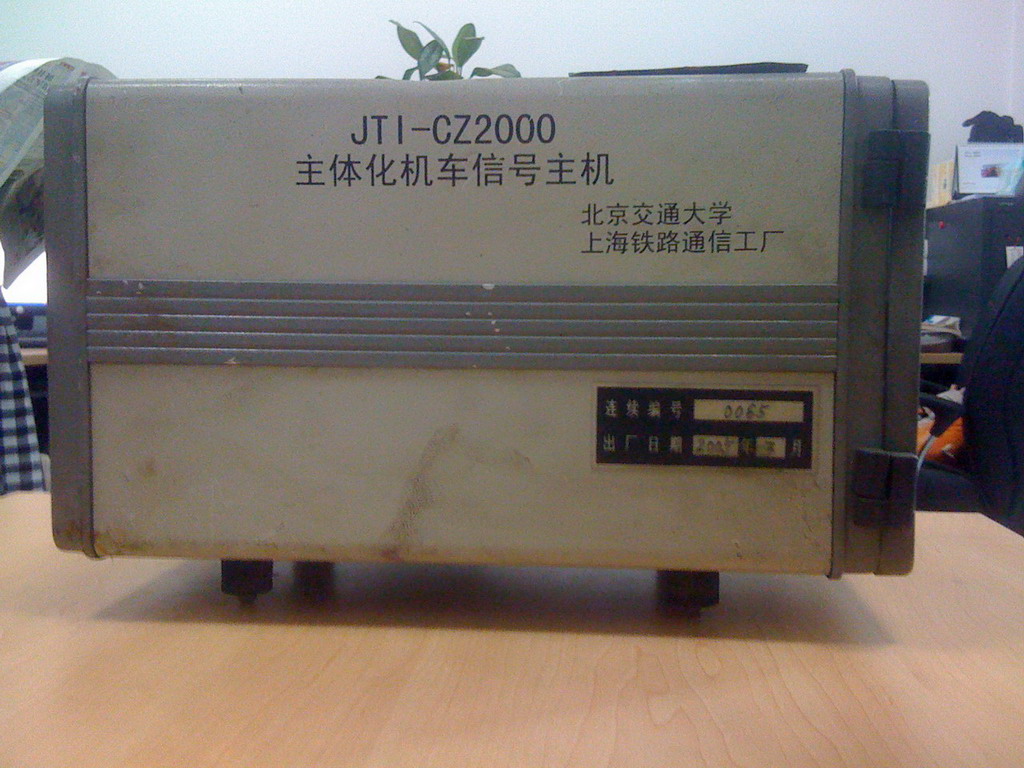 JT1-CZ2000
主体化机车信号主机
北京交通大学
上海铁路通信工厂
连续编号 0065
出厂日期 年 月